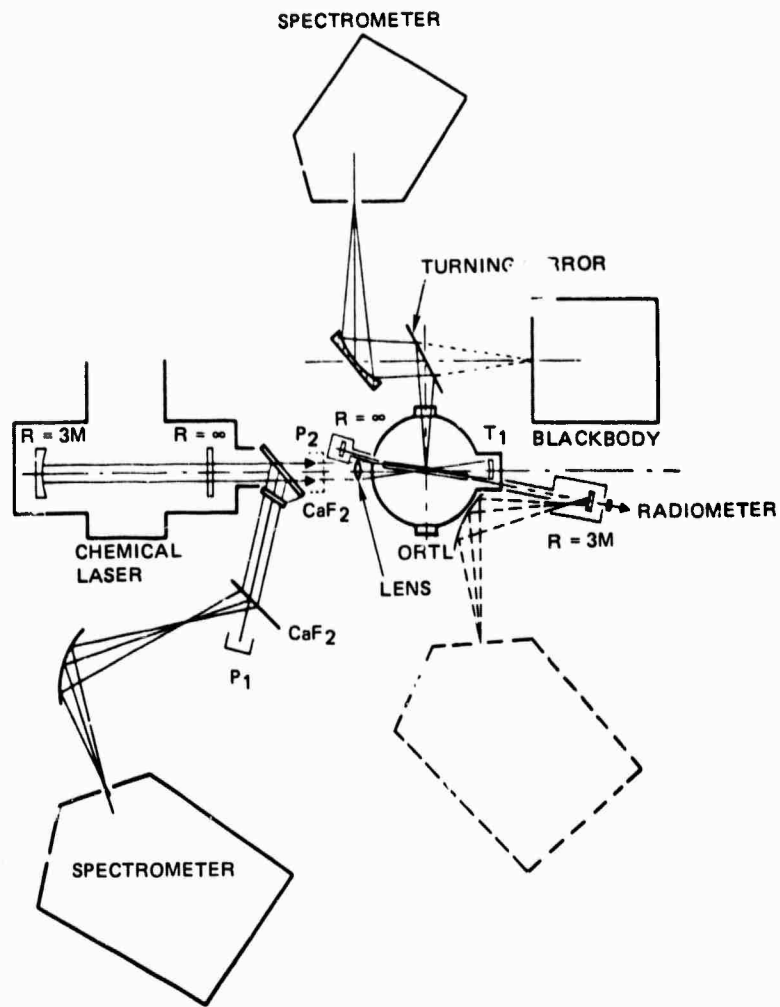 SPECTROMETER
TURNING RROR
R = ∞
P2
T1
BLACKBODY
R = 3M
R = ∞
CaF2
RADIOMETER
R = 3M
CHEMICAL
LASER
ORTL
LENS
CaF2
P1
SPECTROMETER